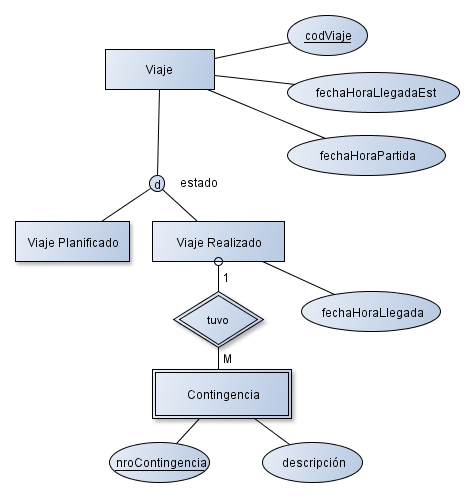 codViaje
Viaje
fechaHoraLlegadaEst
fechaHoraPartida
d
estado
Viaje Planificado
Viaje Realizado
1
fechaHoraLlegada
tuvo
M
Contingencia
nroContingencia
descripción